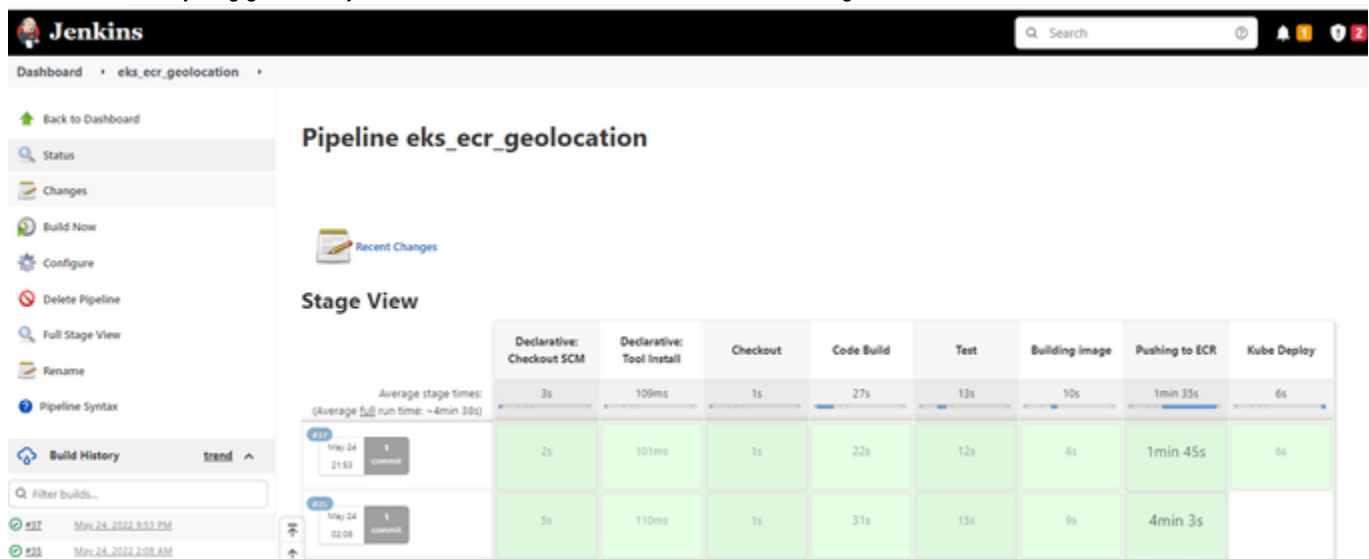 Jenkins
Search
1
2
Dashboard
eks_ecr_geolocation
Back to Dashboard
Status
Changes
Build Now
Configure
Delete Pipeline
Full Stage View
Rename
Pipeline Syntax
Build History trend
Filter builds...
#37 May 24, 2022 9:53 PM
#35 May 24, 2022 2:08 AM
Pipeline eks_ecr_geolocation
Recent Changes
Stage View
Declarative: Checkout SCM
Declarative: Tool Install
Checkout
Code Build
Test
Building image
Pushing to ECR
Kube Deploy
Average stage times:
(Average full run time: ~4min 38s)
3s 109ms 1s 27s 13s 10s 1min 35s 6s
#37
May 24
21:53
1
commit
2s 101ms 1s 22s 12s 8s 1min 45s 6s
#35
May 24
02:08
1
commit
5s 110ms 1s 31s 15s 9s 4min 3s